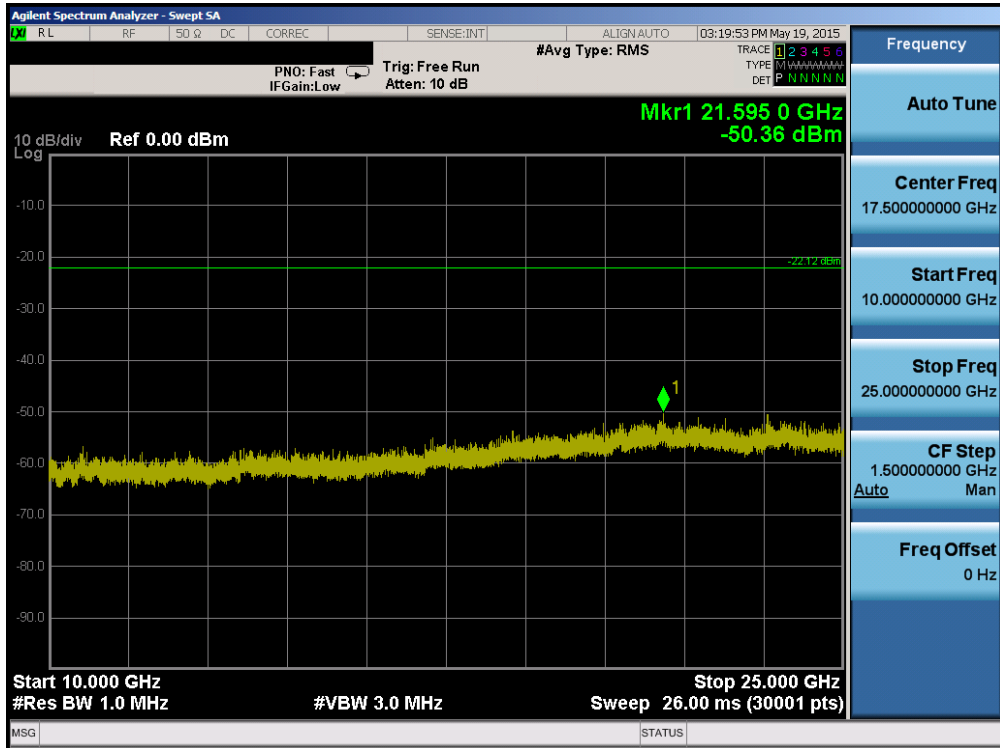 Agilent Spectrum Analyzer - Swept SA
LXI RL RF 50 Ω DC CORREC SENSE:INT ALIGN AUTO 03:19:53 PM May 19, 2015
#Avg Type: RMS
TRACE 1 2 3 4 5 6
TYPE M WWWWW
DET P N N N N N
PNO: Fast
IFGain:Low
Trig: Free Run
Atten: 10 dB
Mkr1 21.595 0 GHz
-50.36 dBm
10 dB/div Ref 0.00 dBm
Log
-10.0
-20.0
-22.12 dBm
-30.0
-40.0
1
-50.0
-60.0
-70.0
-80.0
-90.0
Start 10.000 GHz Stop 25.000 GHz
#Res BW 1.0 MHz #VBW 3.0 MHz Sweep 26.00 ms (30001 pts)
MSG STATUS
Frequency
Auto Tune
Center Freq
17.500000000 GHz
Start Freq
10.000000000 GHz
Stop Freq
25.000000000 GHz
CF Step
1.500000000 GHz
Auto Man
Freq Offset
0 Hz